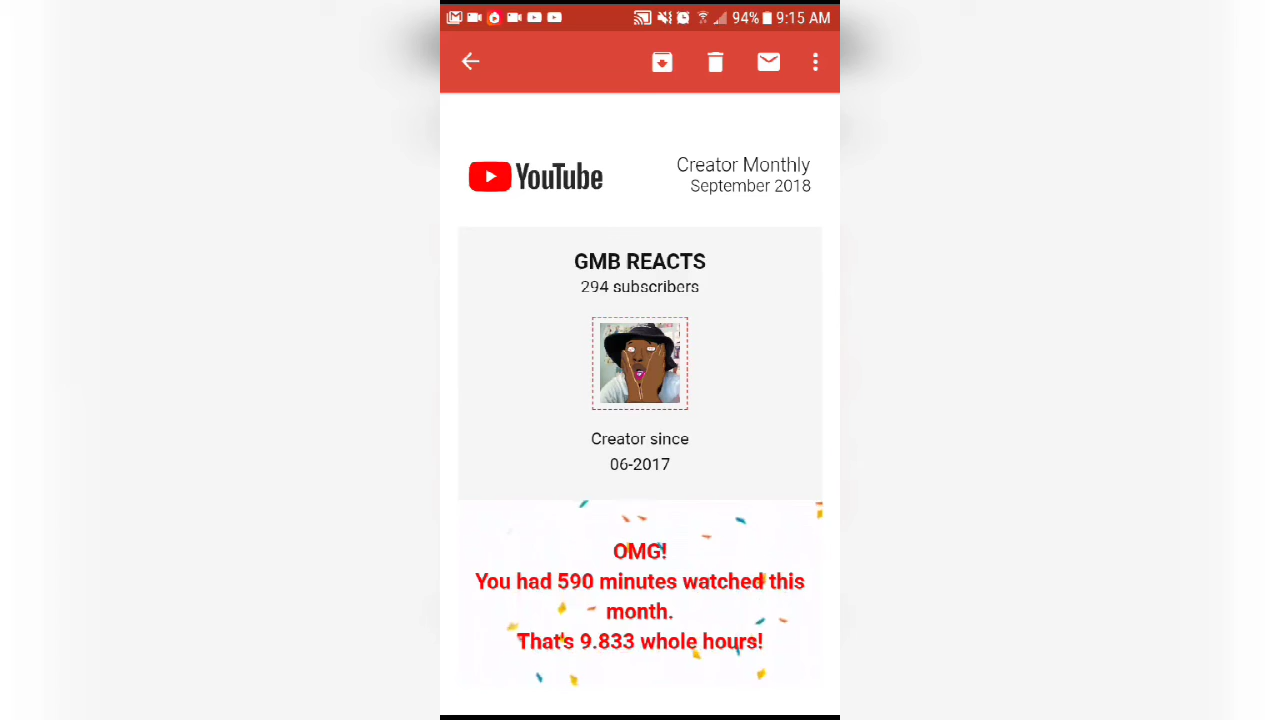 94% 9:15 AM
YouTube
Creator Monthly
September 2018
GMB REACTS
294 subscribers
Creator since
06-2017
OMG!
You had 590 minutes watched this
month.
That's 9.833 whole hours!